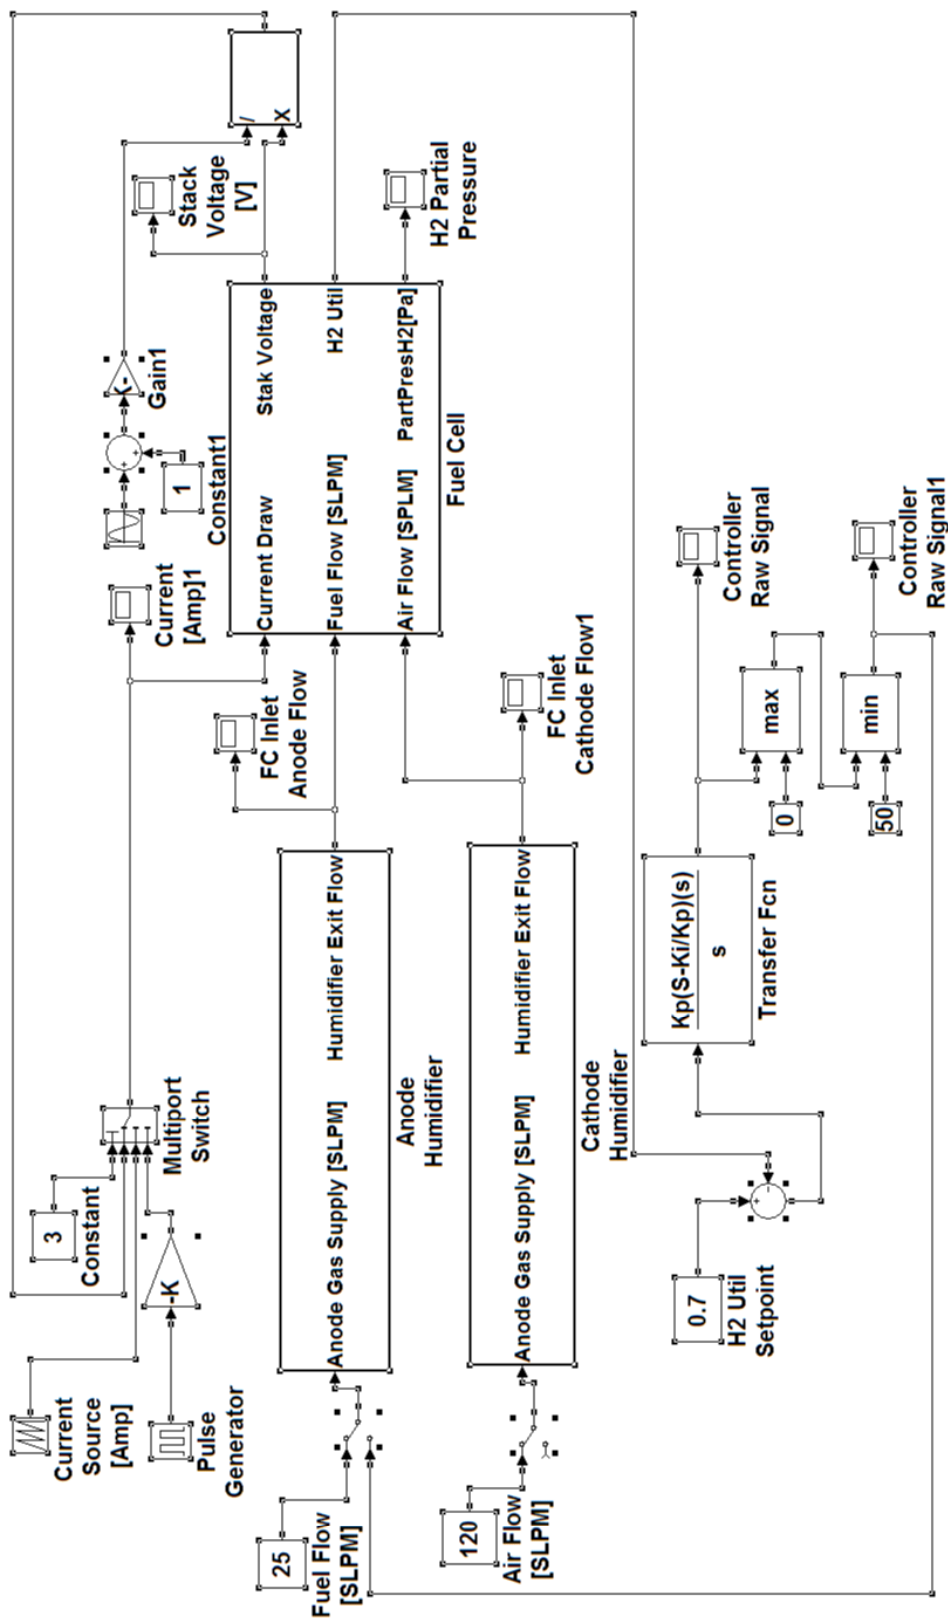 Current
Source
[Amp]
Pulse
Generator
-K
3
Constant
Multiport
Switch
Current
[Amp]1
1
Constant1
K-
Gain1
Stack
Voltage
[V]
/
X
25
Fuel Flow
[SLPM]
Anode Gas Supply [SLPM]
Humidifier Exit Flow
Anode
Humidifier
FC Inlet
Anode Flow
Current Draw
Stak Voltage
Fuel Flow [SLPM]
H2 Util
Air Flow [SPLM]
PartPresH2[Pa]
Fuel Cell
H2 Partial
Pressure
120
Air Flow
[SLPM]
Anode Gas Supply [SLPM]
Humidifier Exit Flow
Cathode
Humidifier
FC Inlet
Cathode Flow1
0.7
H2 Util
Setpoint
Kp(S-Ki/Kp)(s)
s
Transfer Fcn
0
max
Controller
Raw Signal
50
min
Controller
Raw Signal1